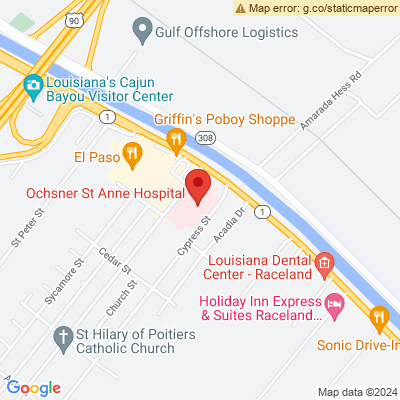 Map error: g.co/staticmaperror
90
Gulf Offshore Logistics
Louisiana's Cajun
Bayou Visitor Center
1
Griffin's Poboy Shoppe
308
Amarada Hess Rd
El Paso
Ochsner St Anne Hospital
St Peter St
Cypress St
Acadia Dr
1
Cedar St
Sycamore St
Church St
Louisiana Dental
Center - Raceland
Holiday Inn Express
& Suites Raceland...
St Hilary of Poitiers
Catholic Church
Sonic Drive-In
Google
Map data ©2024